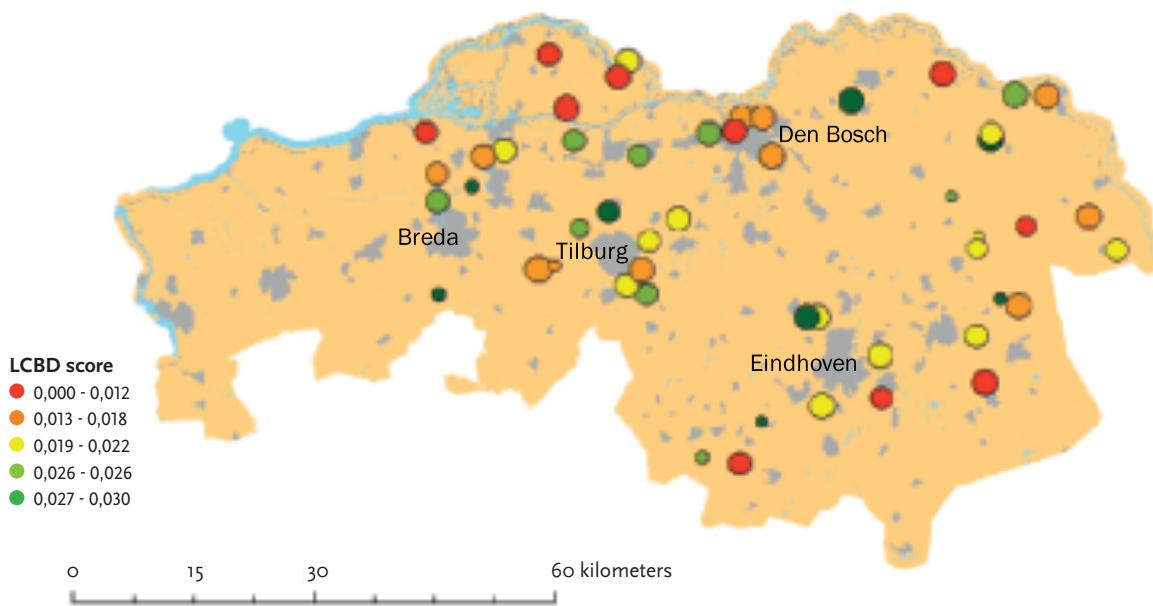 Den Bosch
Breda
Tilburg
Eindhoven
LCBD score
0,000 - 0,012
0,013 - 0,018
0,019 - 0,022
0,026 - 0,026
0,027 - 0,030
0 15 30 60 kilometers